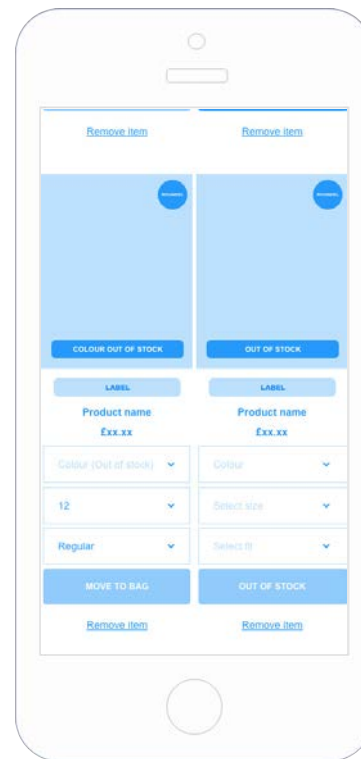 Remove item
Remove item
COLOUR OUT OF STOCK
OUT OF STOCK
LABEL
LABEL
Product name
Product name
£xx.xx
£xx.xx
Colour (Out of stock)
Colour
12
Select size
Regular
Select fit
MOVE TO BAG
OUT OF STOCK
Remove item
Remove item